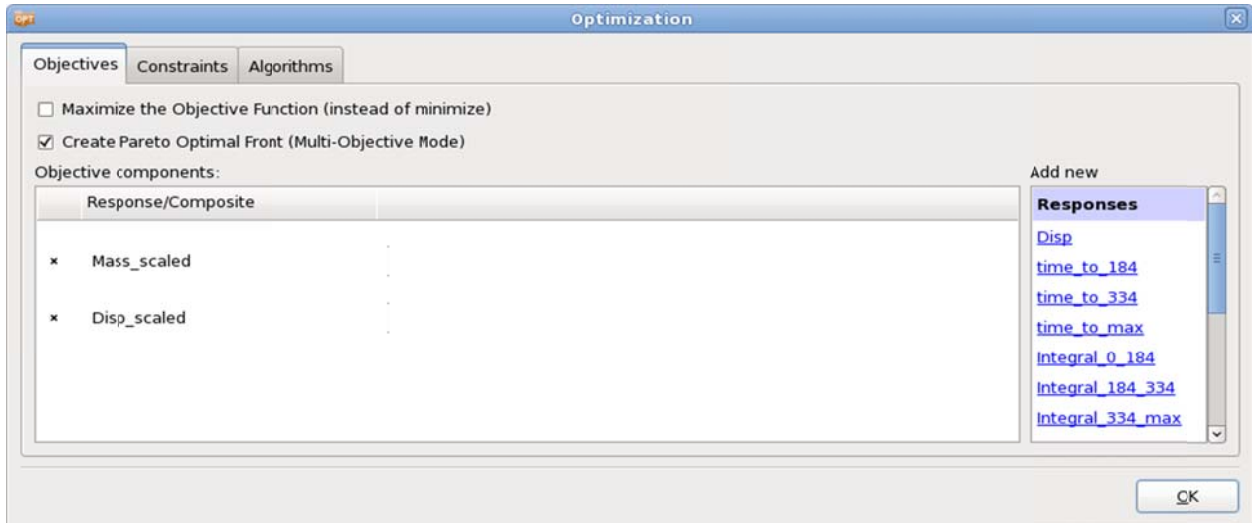 OPT
Optimization
Objectives Constraints Algorithms
Maximize the Objective Function (instead of minimize)
Create Pareto Optimal Front (Multi-Objective Mode)
Objective components:
Add new
Response/Composite
Mass_scaled
Disp_scaled
Responses
Disp
time_to_184
time_to_334
time_to_max
Integral_0_184
Integral_184_334
Integral_334_max
OK